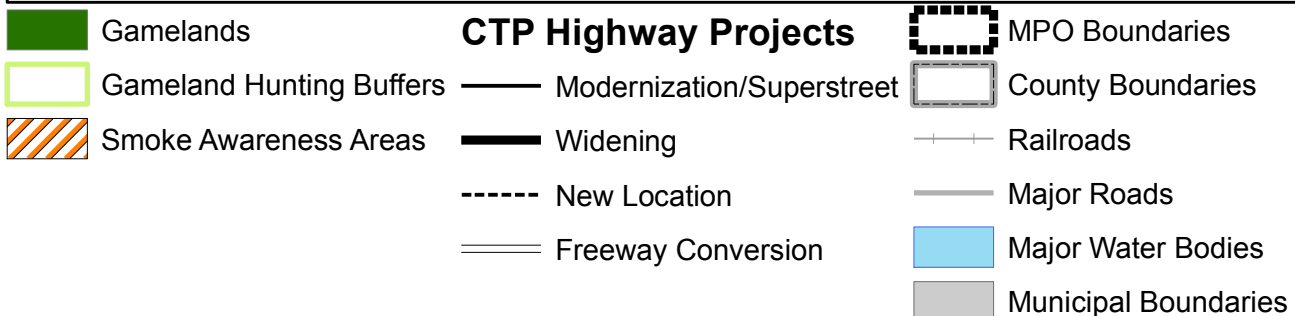 Gamelands
Gameland Hunting Buffers
Smoke Awareness Areas
CTP Highway Projects
Modernization/Superstreet
Widening
New Location
Freeway Conversion
MPO Boundaries
County Boundaries
Railroads
Major Roads
Major Water Bodies
Municipal Boundaries